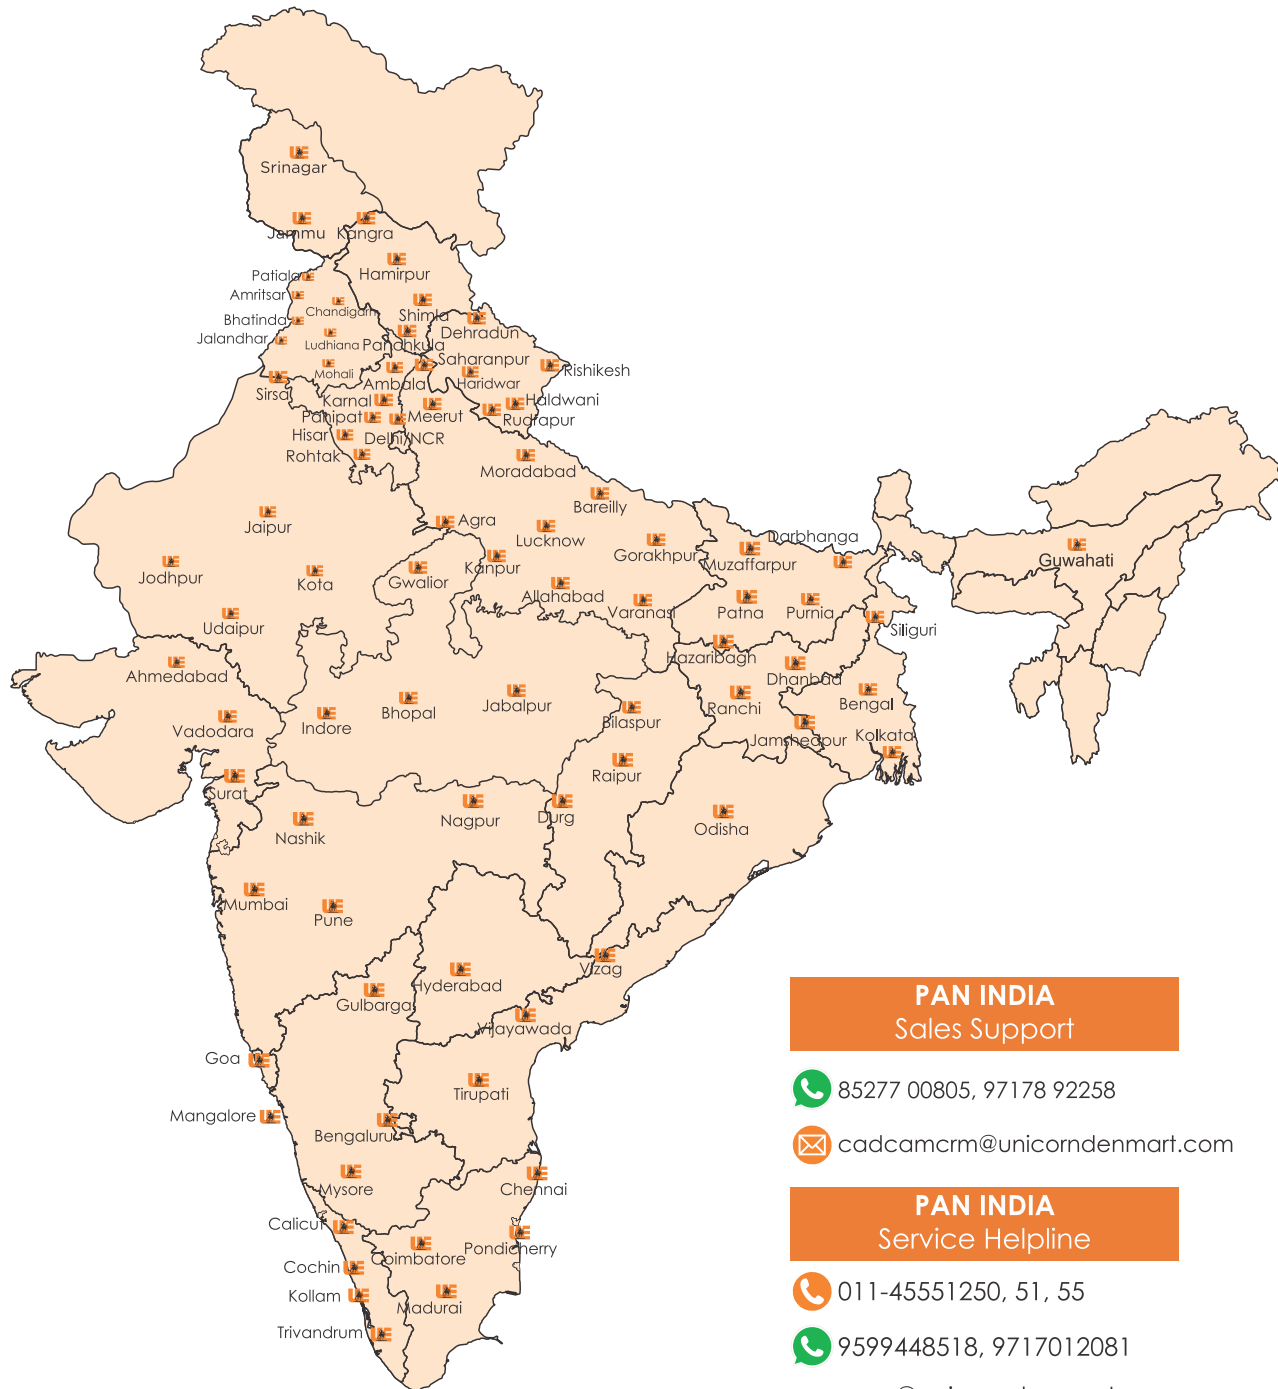 Srinagar
Jammu
Kangra
Hamirpur
Patiala
Amritsar
Chandigarh
Shimla
Bhatinda
Dehradun
Jalandhar
Ludhiana
Panchkula
Saharanpur
Mohali
Rishikesh
Ambala
Haridwar
Sirsa
Karnal
Haldwani
Panipat
Meerut
Rudrapur
Hisar
Delhi/NCR
Rohtak
Moradabad
Bareilly
Jaipur
Agra
Lucknow
Darbhanga
Gorakhpur
Muzaffarpur
Guwahati
Jodhpur
Kota
Gwalior
Kanpur
Allahabad
Varanasi
Patna
Purnia
Udaipur
Siliguri
Hazaribagh
Ahmedabad
Dhanbad
Bhopal
Jabalpur
Ranchi
Bengal
Vadodara
Indore
Bilaspur
Jamshedpur
Kolkata
Raipur
Surat
Nashik
Nagpur
Durg
Odisha
Mumbai
Pune
Vizag
Hyderabad
Gulbarga
Vijayawada
Goa
Tirupati
Mangalore
Bengaluru
Mysore
Chennai
Calicut
Coimbatore
Pondicherry
Cochin
Kollam
Madurai
Trivandrum
PAN INDIA
Sales Support
85277 00805, 97178 92258
cadcamcrm@unicorndenmart.com
PAN INDIA
Service Helpline
011-45551250, 51, 55
9599448518, 9717012081